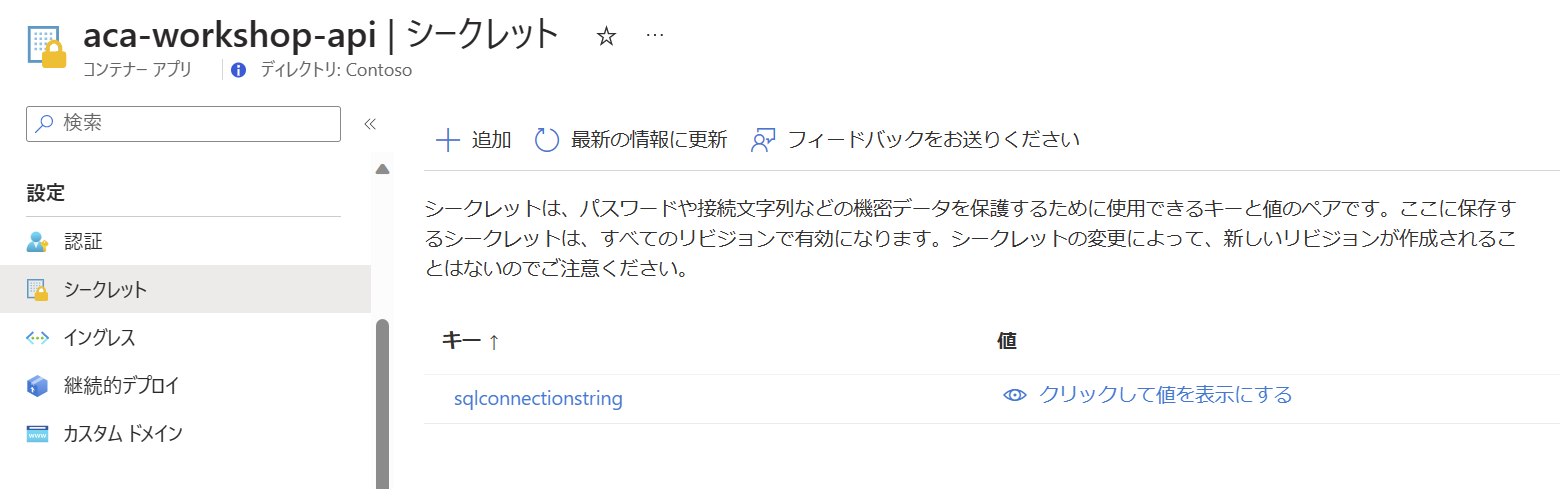 aca-workshop-api | シークレット ☆ …
コンテナー アプリ ディレクトリ: Contoso
検索 «
+ 追加 最新の情報に更新 フィードバックをお送りください
設定
認証
シークレット
イングレス
継続的デプロイ
カスタム ドメイン
シークレットは、パスワードや接続文字列などの機密データを保護するために使用できるキーと値のペアです。ここに保存す
るシークレットは、すべてのリビジョンで有効になります。シークレットの変更によって、新しいリビジョンが作成されるこ
とはないのでご注意ください。
キー ↑ 値
sqlconnectionstring クリックして値を表示にする